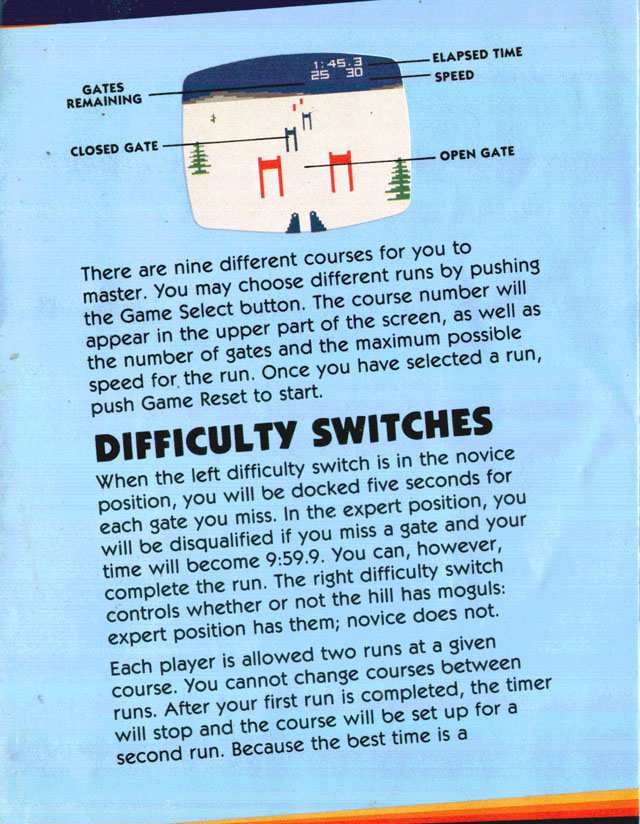 1:45.3
25 30
ELAPSED TIME
SPEED
GATES
REMAINING
CLOSED GATE
OPEN GATE
There are nine different courses for you to
master. You may choose different runs by pushing
the Game Select button. The course number will
appear in the upper part of the screen, as well as
the number of gates and the maximum possible
speed for the run. Once you have selected a run,
push Game Reset to start.
DIFFICULTY SWITCHES
When the left difficulty switch is in the novice
position, you will be docked five seconds for
each gate you miss. In the expert position, you
will be disqualified if you miss a gate and your
time will become 9:59.9. You can, however,
complete the run. The right difficulty switch
controls whether or not the hill has moguls:
expert position has them; novice does not.
Each player is allowed two runs at a given
course. You cannot change courses between
runs. After your first run is completed, the timer
will stop and the course will be set up for a
second run. Because the best time is a